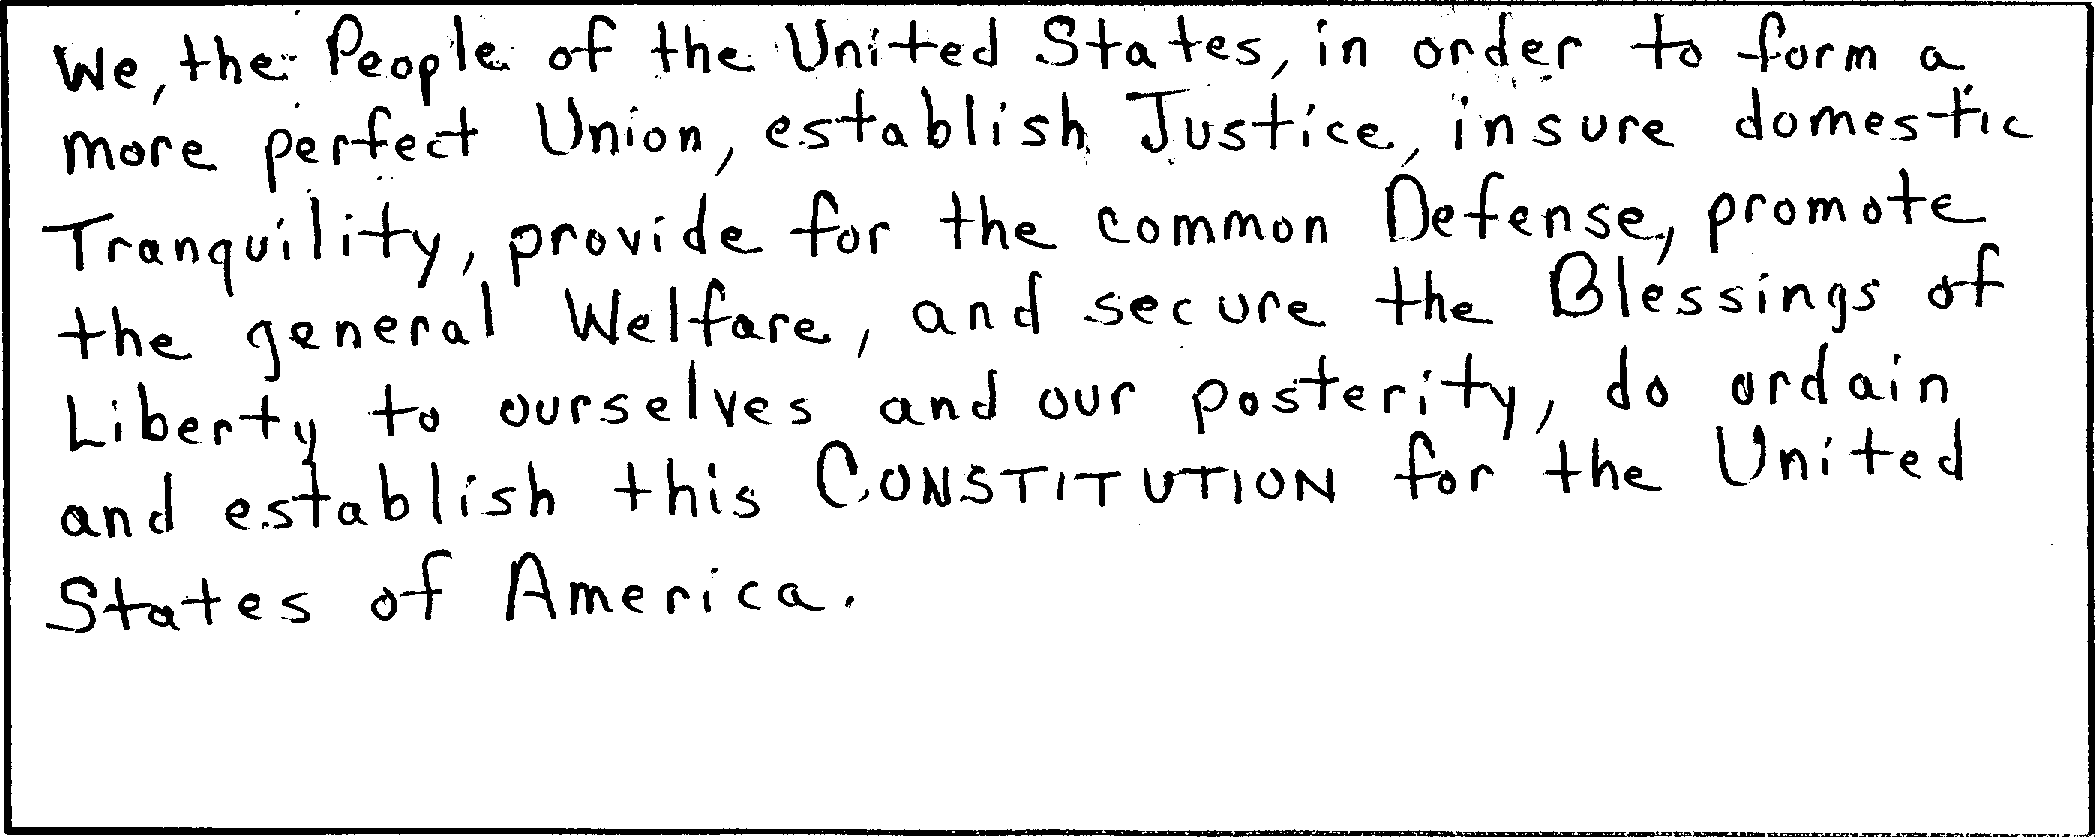 We, the People of the United States, in order to form a
more perfect Union, establish Justice, insure domestic
Tranquility, provide for the common Defense, promote
the general Welfare, and secure the Blessings of
Liberty to ourselves and our posterity, do ordain
and establish this CONSTITUTION for the United
States of America.